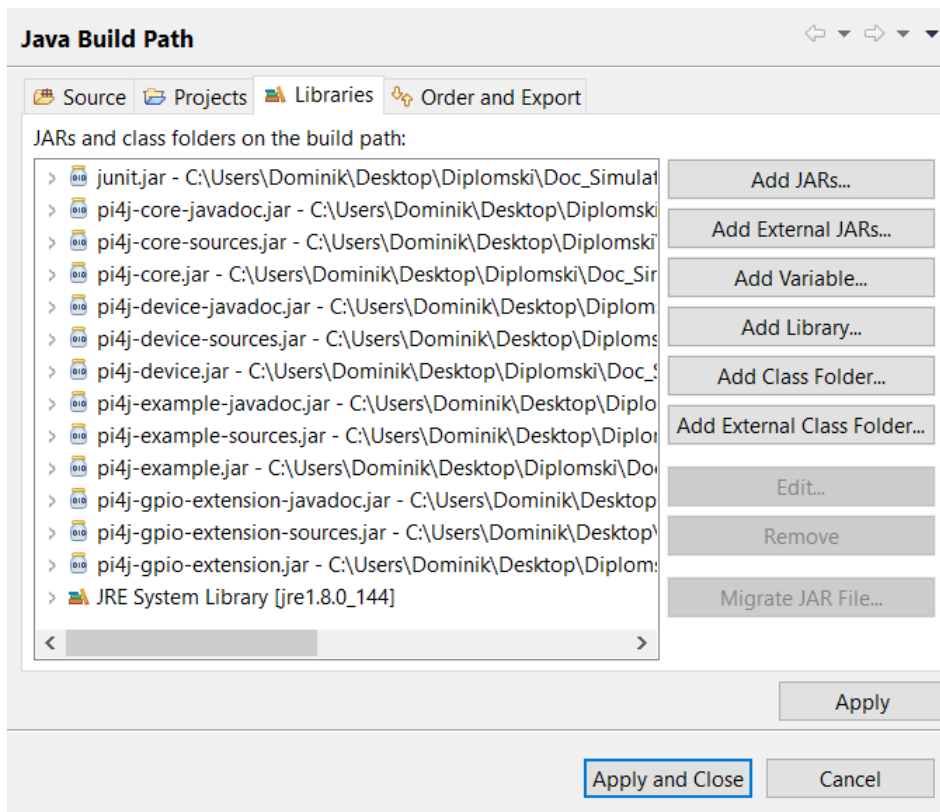 Java Build Path
Source Projects Libraries Order and Export
JARs and class folders on the build path:
junit.jar - C:\Users\Dominik\Desktop\Diplomski\Doc_Simulat
pi4j-core-javadoc.jar - C:\Users\Dominik\Desktop\Diplomski
pi4j-core-sources.jar - C:\Users\Dominik\Desktop\Diplomski\
pi4j-core.jar - C:\Users\Dominik\Desktop\Diplomski\Doc_Sir
pi4j-device-javadoc.jar - C:\Users\Dominik\Desktop\Diplom
pi4j-device-sources.jar - C:\Users\Dominik\Desktop\Diploms
pi4j-device.jar - C:\Users\Dominik\Desktop\Diplomski\Doc_S
pi4j-example-javadoc.jar - C:\Users\Dominik\Desktop\Diplo
pi4j-example-sources.jar - C:\Users\Dominik\Desktop\Diplor
pi4j-example.jar - C:\Users\Dominik\Desktop\Diplomski\Do
pi4j-gpio-extension-javadoc.jar - C:\Users\Dominik\Desktop
pi4j-gpio-extension-sources.jar - C:\Users\Dominik\Desktop\
pi4j-gpio-extension.jar - C:\Users\Dominik\Desktop\Diploms
JRE System Library [jre1.8.0_144]
Add JARs...
Add External JARs...
Add Variable...
Add Library...
Add Class Folder...
Add External Class Folder...
Edit...
Remove
Migrate JAR File...
Apply
Apply and Close
Cancel